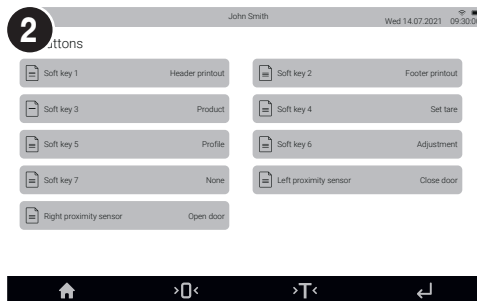 2
John Smith
Wed 14.07.2021 09:30:0
uttons
Soft key 1 Header printout
Soft key 2 Footer printout
Soft key 3 Product
Soft key 4 Set tare
Soft key 5 Profile
Soft key 6 Adjustment
Soft key 7 None
Left proximity sensor Close door
Right proximity sensor Open door
>0<
>T<